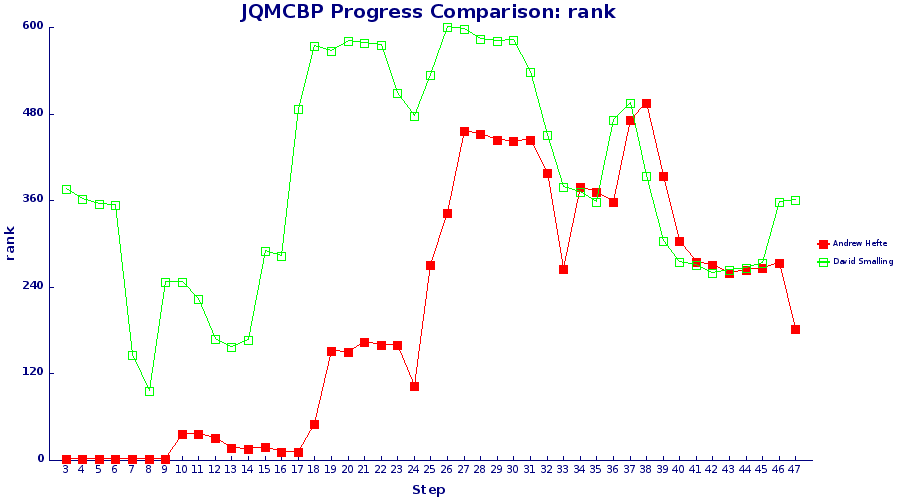 JQMCBP Progress Comparison: rank
600
480
360
240
120
0
rank
3 4 5 6 7 8 9 10 11 12 13 14 15 16 17 18 19 20 21 22 23 24 25 26 27 28 29 30 31 32 33 34 35 36 37 38 39 40 41 42 43 44 45 46 47
Step
Andrew Hefte
David Smalling